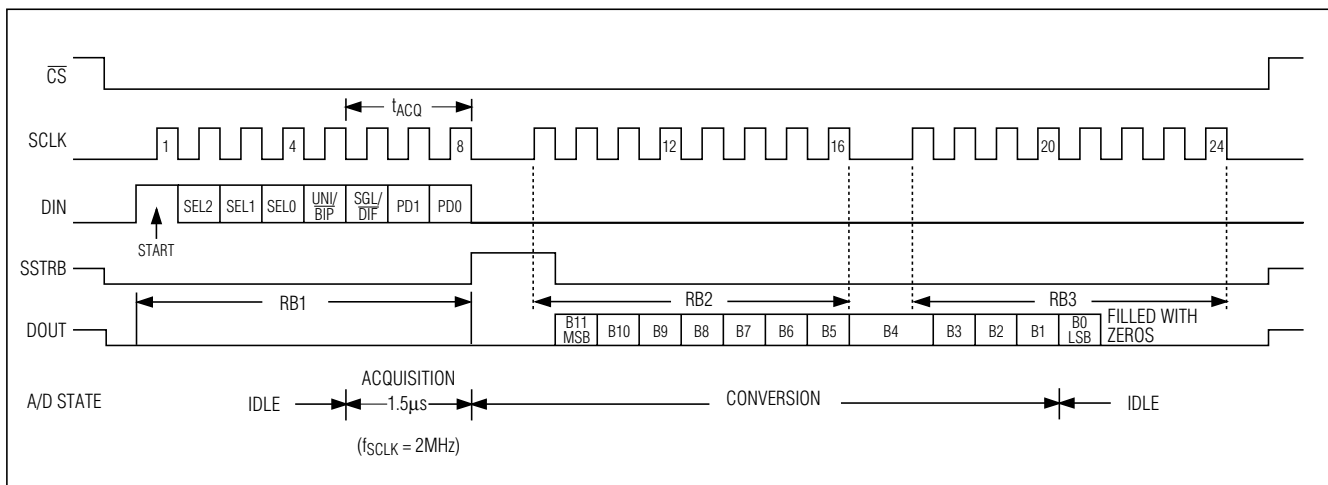 CS
tACQ
SCLK 1 4 8 12 16 20 24
DIN SEL2 SEL1 SEL0 UNI/BIP SGL/DIF PD1 PD0
START
SSTRB
RB1 RB2 RB3
DOUT B11 MSB B10 B9 B8 B7 B6 B5 B4 B3 B2 B1 B0 LSB FILLED WITH ZEROS
A/D STATE IDLE ACQUISITION 1.5μs CONVERSION IDLE
(fSCLK = 2MHz)